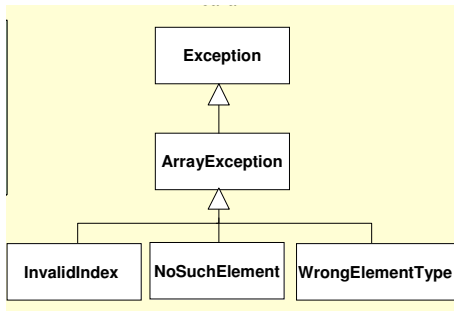 Exception
ArrayException
InvalidIndex
NoSuchElement
WrongElementType